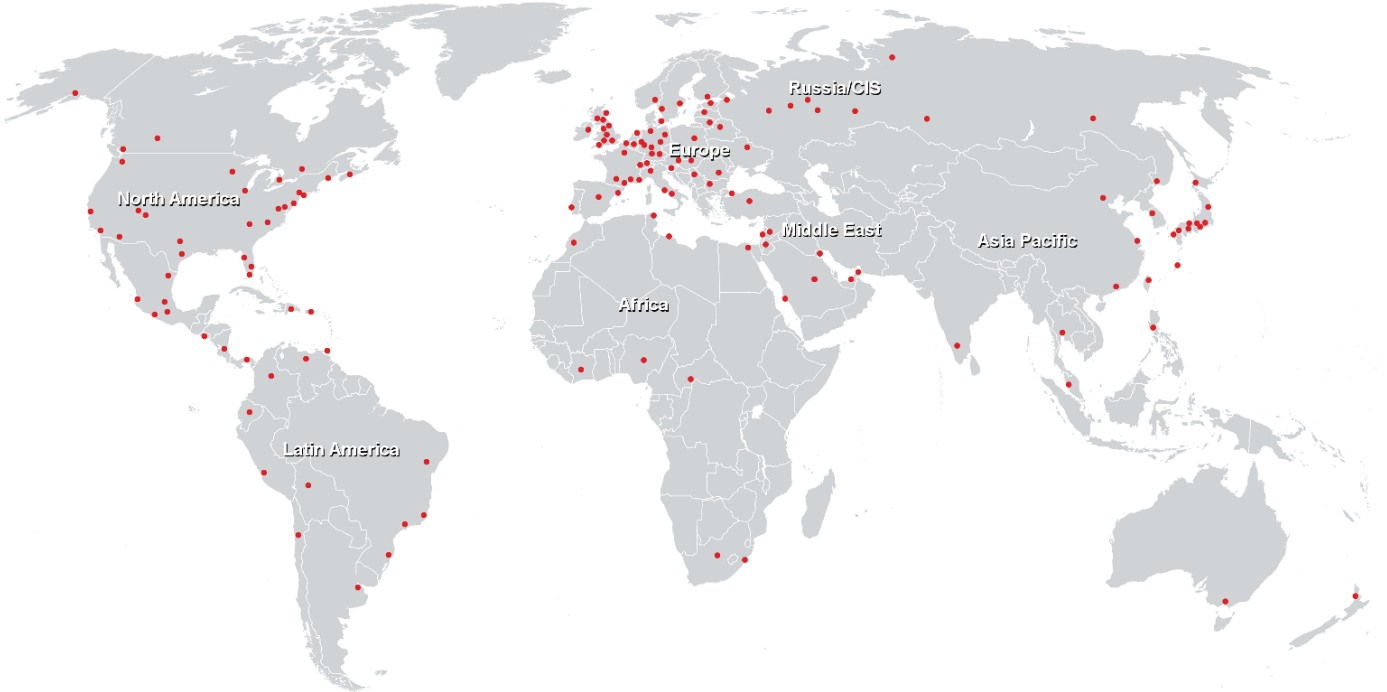 Russia/CIS
Europe
North America
Middle East
Asia Pacific
Africa
Latin America